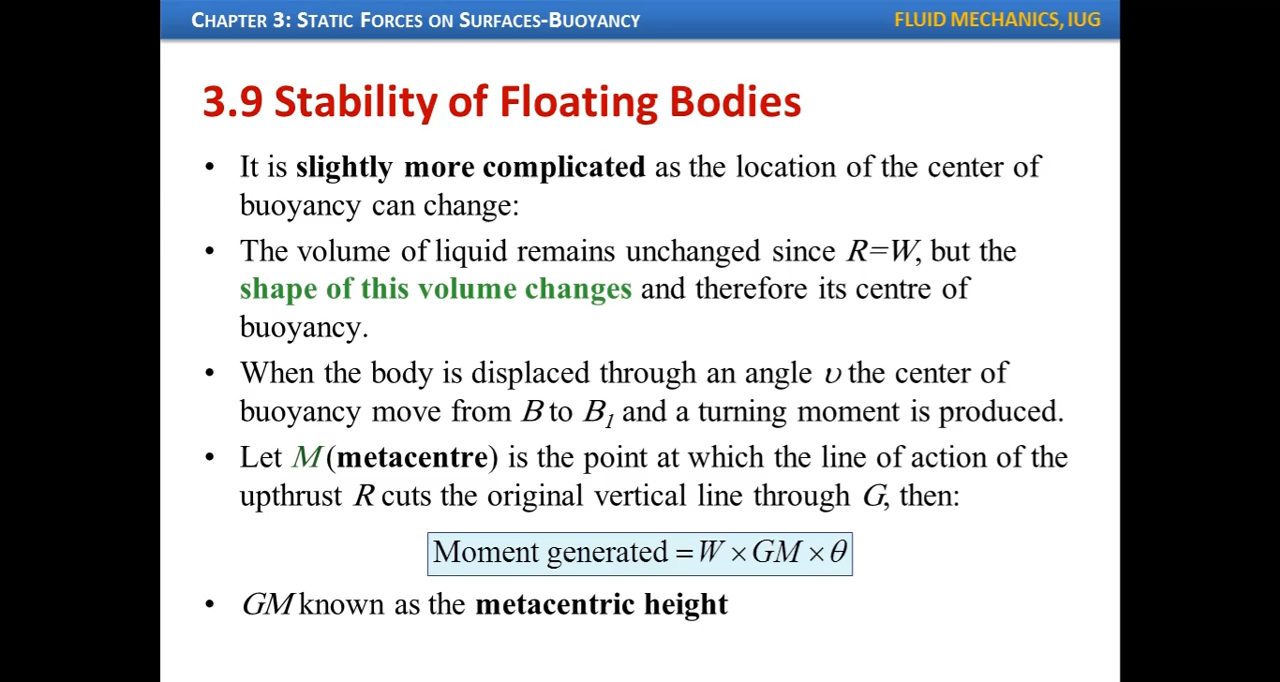 CHAPTER 3: STATIC FORCES ON SURFACES-BUOYANCY
FLUID MECHANICS, IUG
3.9 Stability of Floating Bodies
• It is slightly more complicated as the location of the center of
buoyancy can change:
• The volume of liquid remains unchanged since R=W, but the
shape of this volume changes and therefore its centre of
buoyancy.
• When the body is displaced through an angle υ the center of
buoyancy move from B to B₁ and a turning moment is produced.
• Let M (metacentre) is the point at which the line of action of the
upthrust R cuts the original vertical line through G, then:
Moment generated = W × GM × θ
• GM known as the metacentric height